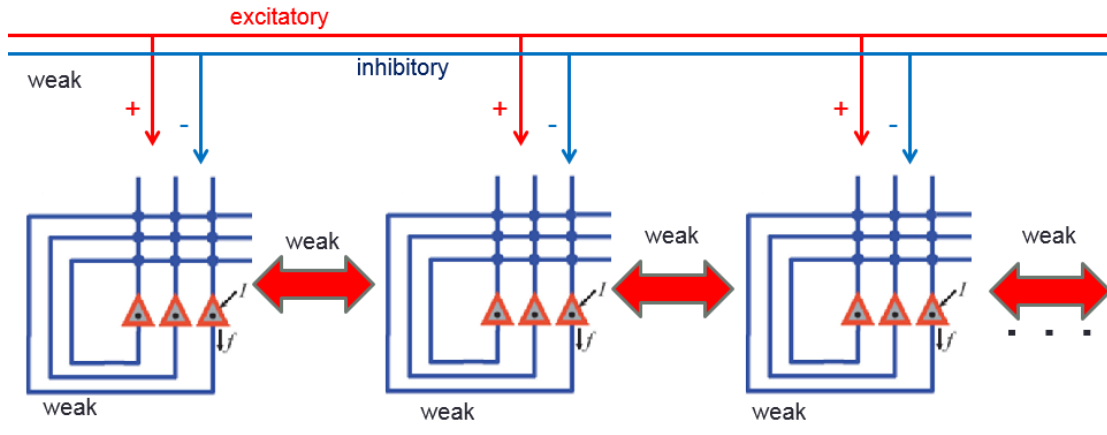 excitatory
inhibitory
weak
+ - + - + -
weak weak weak
I I I
f f f
. . .
weak weak weak